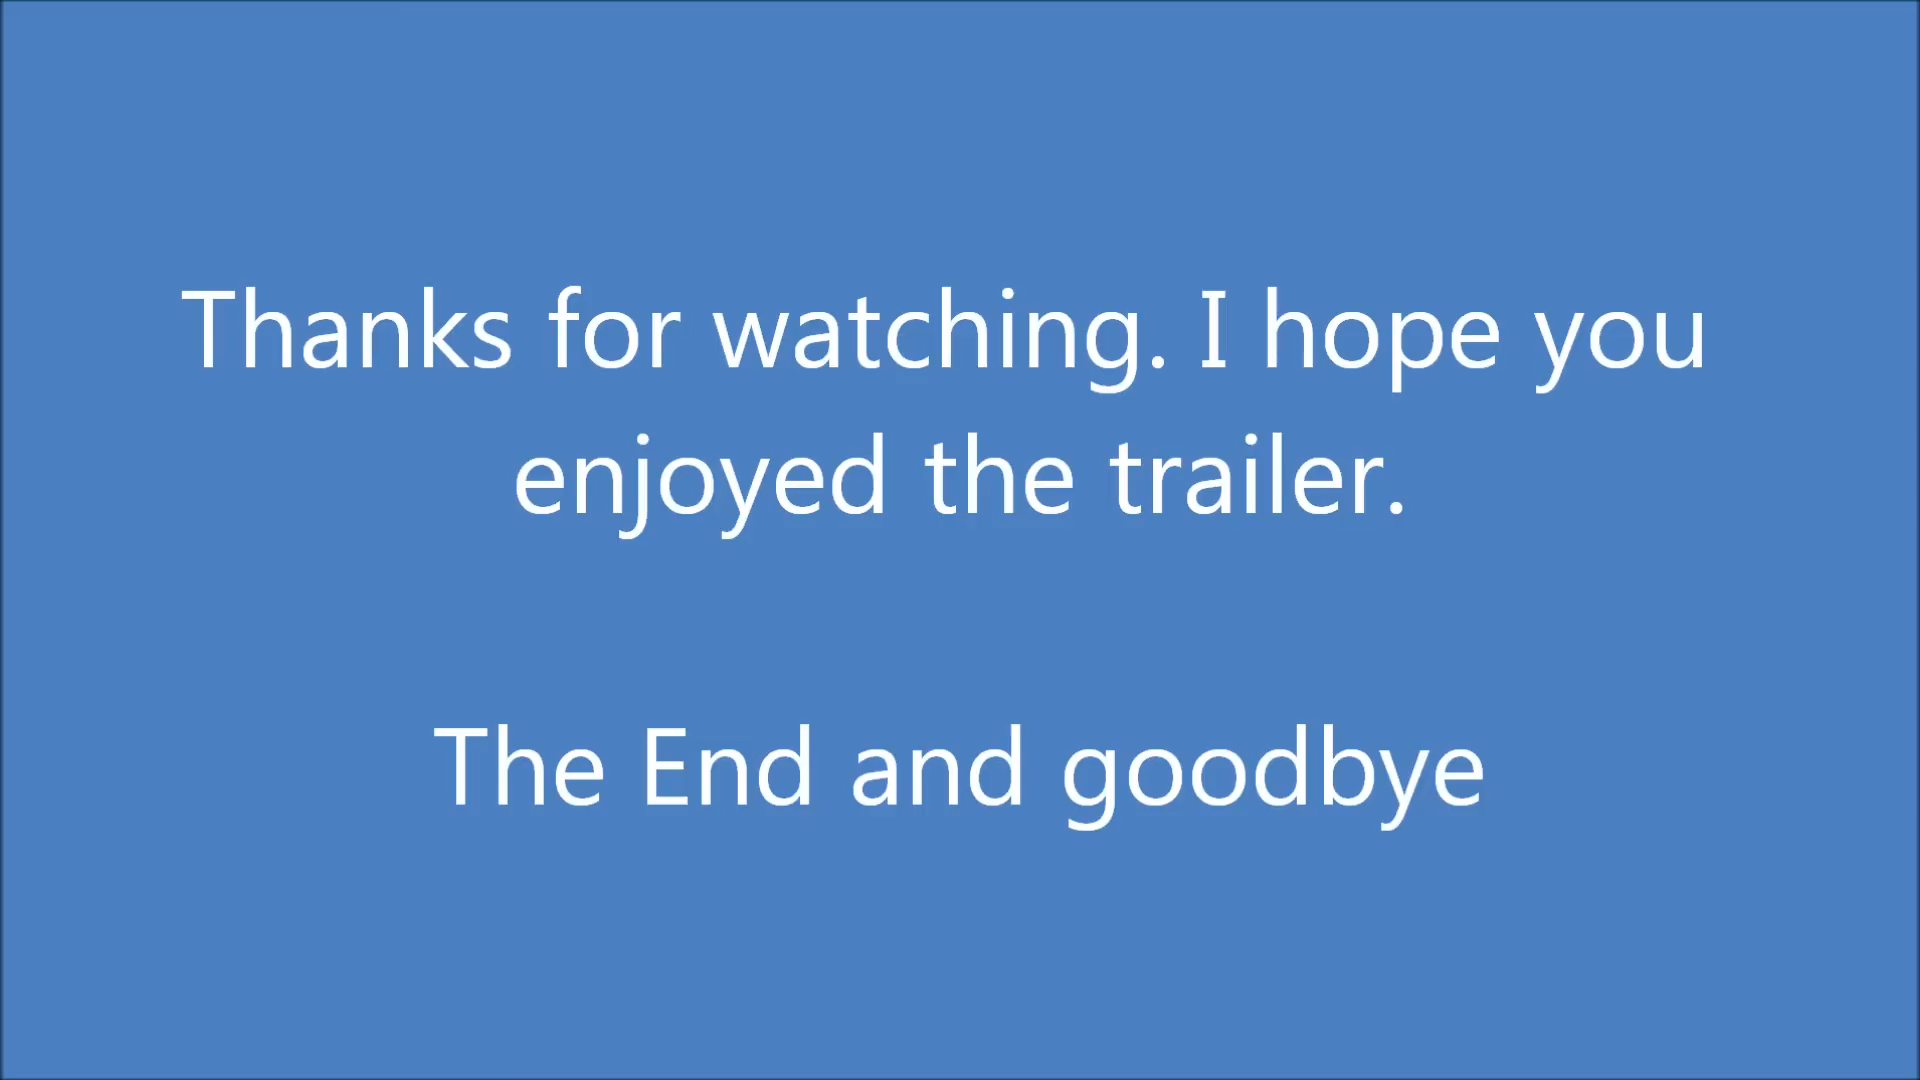 Thanks for watching. I hope you
enjoyed the trailer.
The End and goodbye